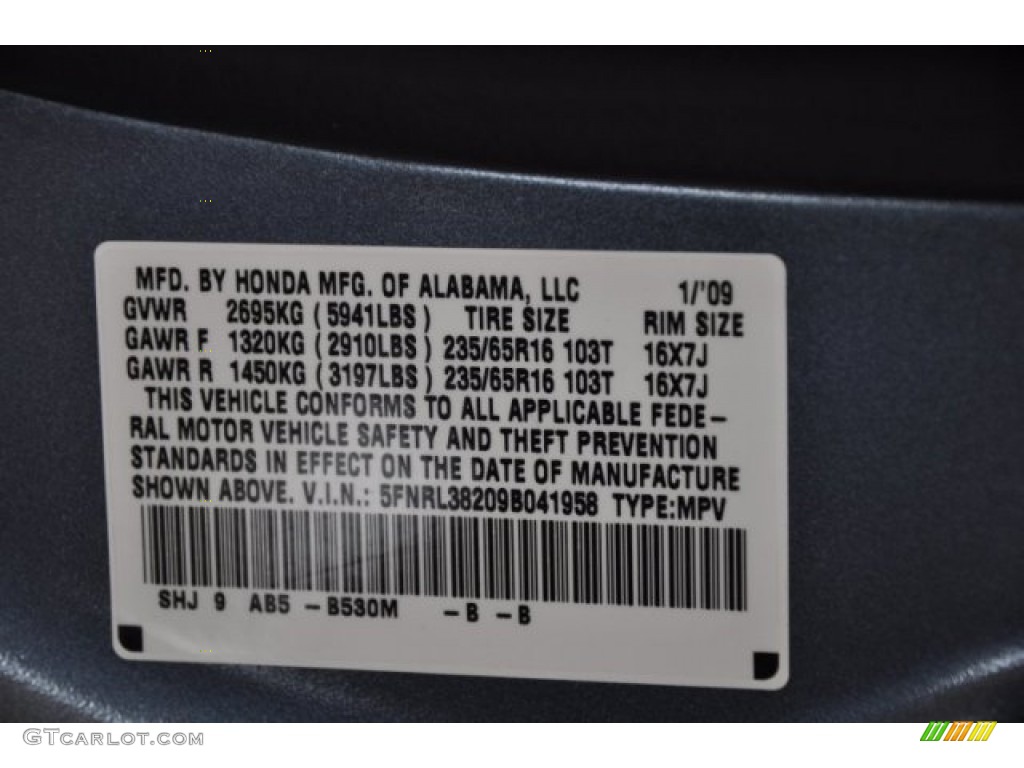 MFD. BY HONDA MFG. OF ALABAMA, LLC 1/'09
GVWR 2695KG (5941LBS) TIRE SIZE RIM SIZE
GAWR F 1320KG (2910LBS) 235/65R16 103T 16X7J
GAWR R 1450KG (3197LBS) 235/65R16 103T 16X7J
THIS VEHICLE CONFORMS TO ALL APPLICABLE FEDE–
RAL MOTOR VEHICLE SAFETY AND THEFT PREVENTION
STANDARDS IN EFFECT ON THE DATE OF MANUFACTURE
SHOWN ABOVE. V.I.N.: 5FNRL38209B041958 TYPE:MPV
SHJ 9 AB5 –B530M –B –B
GTCARLOT.COM